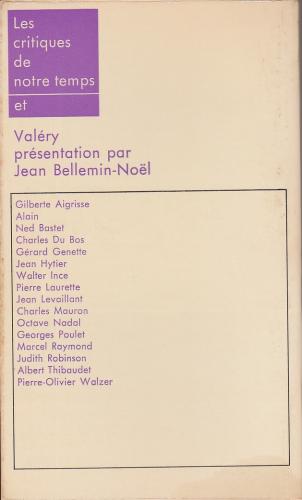 Les
critiques
de
notre temps
et
Valéry
présentation par
Jean Bellemin-Noël
Gilberte Aigrisse
Alain
Ned Bastet
Charles Du Bos
Gérard Genette
Jean Hytier
Walter Ince
Pierre Laurette
Jean Levaillant
Charles Mauron
Octave Nadal
Georges Poulet
Marcel Raymond
Judith Robinson
Albert Thibaudet
Pierre-Olivier Walzer